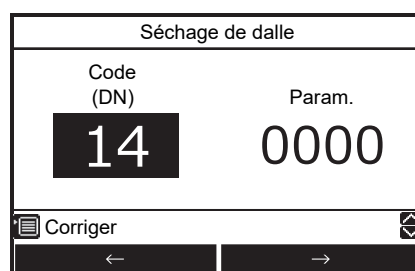 Séchage de dalle
Code
(DN)
Param.
14
0000
Corriger
← →